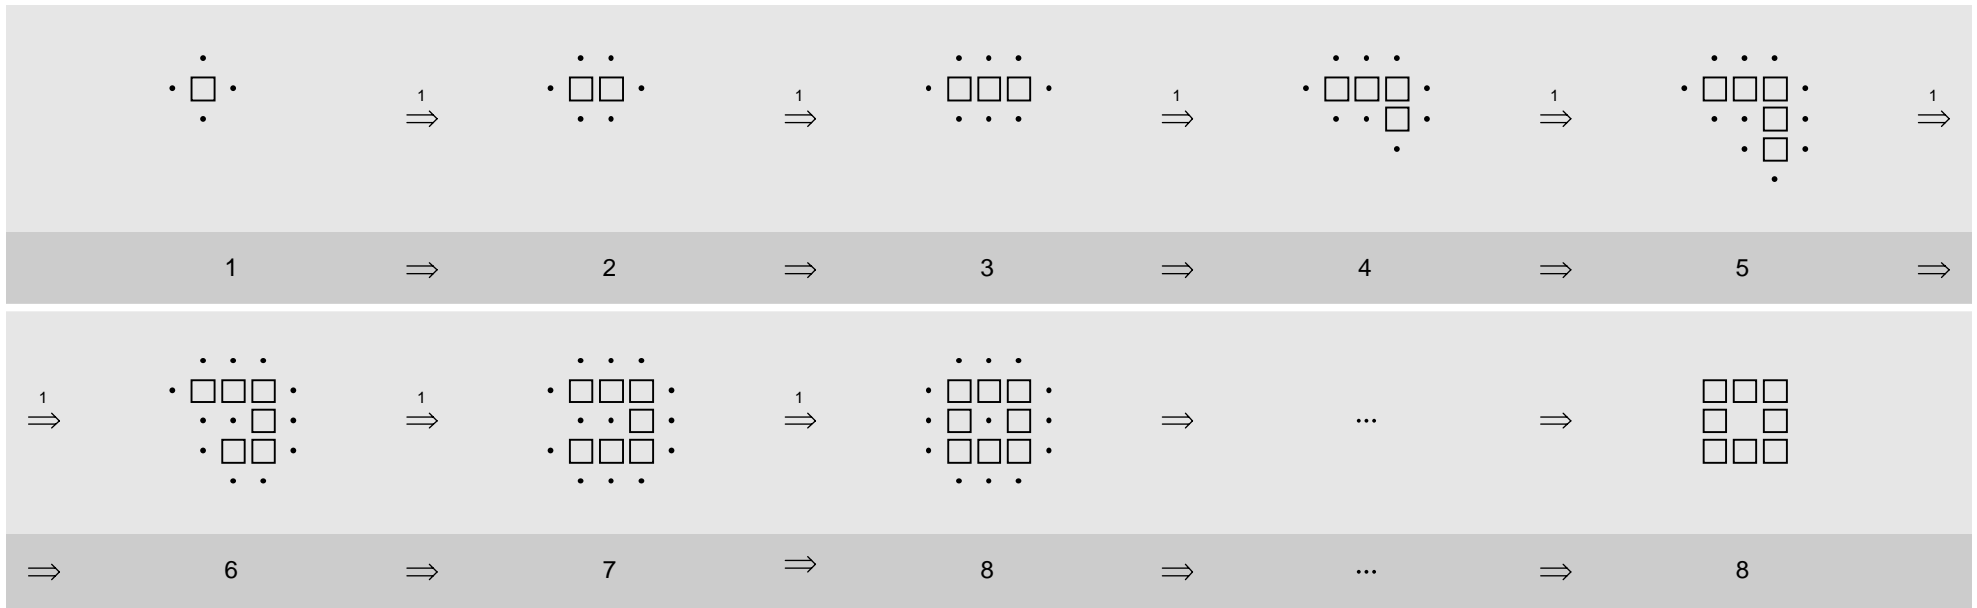 1 1 1 1 1
⇒ ⇒ ⇒ ⇒ ⇒
1 ⇒ 2 ⇒ 3 ⇒ 4 ⇒ 5 ⇒
1 1 1
⇒ ⇒ ⇒ ⇒ ... ⇒
⇒ 6 ⇒ 7 ⇒ 8 ⇒ ... ⇒ 8